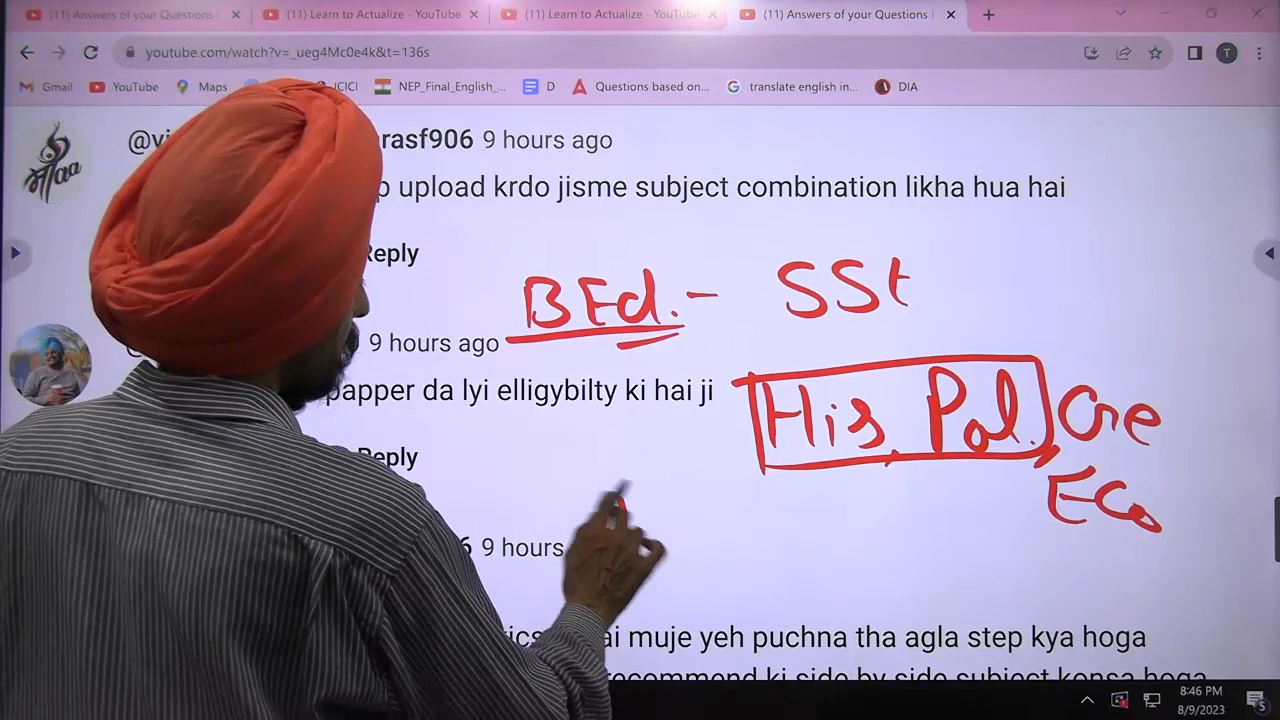 (11) Answers of your Questions
(11) Learn to Actualize - YouTube
(11) Learn to Actualize - YouTube
(11) Answers of your Questions
youtube.com/watch?v=_ueg4Mc0e4k&t=136s
T
Gmail
YouTube
Maps
ICICI
NEP_Final_English_...
D
Questions based on...
translate english in...
DIA
माँaa
arasf906 9 hours ago
upload krdo jisme subject combination likha hua hai
Reply
BEd. - SSt
9 hours ago
papper da lyi elligybilty ki hai ji
His, Pol.,
Eco
Reply
6 9 hours
muje yeh puchna tha agla step kya hoga
recommend ki side by side subject konsa hoga
8:46 PM
8/9/2023
5